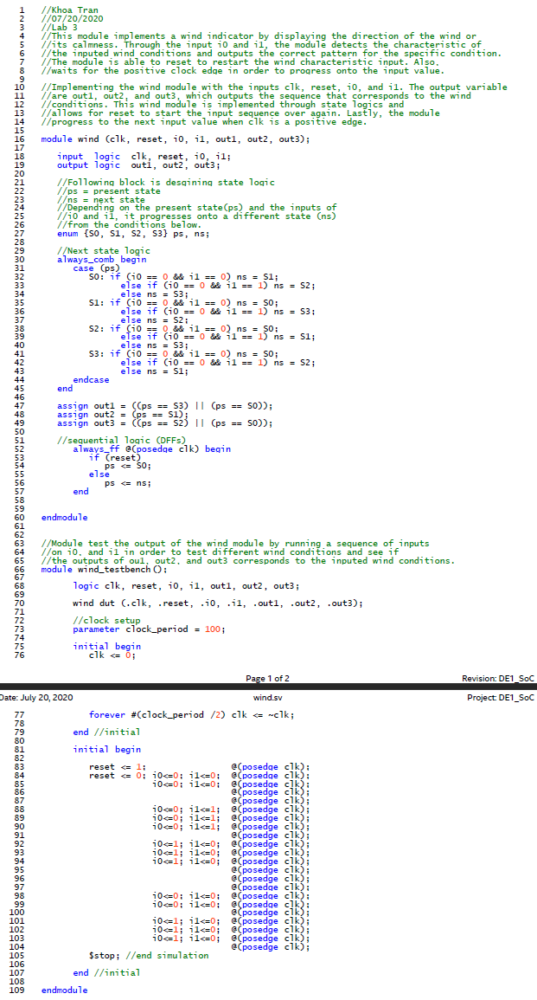 1 //Khoa Tran
2 //07/20/2020
3 //Lab 3
4 //This module implements a wind indicator by displaying the direction of the wind or
5 //its calmness. Through the input i0 and i1, the module detects the characteristic of
6 //the inputed wind conditions and outputs the correct pattern for the specific condition.
7 //The module is able to reset to restart the wind characteristic input. Also,
8 //waits for the positive clock edge in order to progress onto the input value.
9
10 //Implementing the wind module with the inputs clk, reset, i0, and i1. The output variable
11 //are out1, out2, and out3, which outputs the sequence that corresponds to the wind
12 //conditions. This wind module is implemented through state logics and
13 //allows for reset to start the input sequence over again. Lastly, the module
14 //progress to the next input value when clk is a positive edge.
15
16 module wind (clk, reset, i0, i1, out1, out2, out3);
17
18 input logic clk, reset, i0, i1;
19 output logic out1, out2, out3;
20
21 //Following block is desgining state logic
22 //ps = present state
23 //ns = next state
24 //Depending on the present state(ps) and the inputs of
25 //i0 and i1, it progresses onto a different state (ns)
26 //from the conditions below.
27 enum {S0, S1, S2, S3} ps, ns;
28
29 //Next state logic
30 always_comb begin
31 case (ps)
32 S0: if (i0 == 0 && i1 == 0) ns = S1;
33 else if (i0 == 0 && i1 == 1) ns = S2;
34 else ns = S3;
35 S1: if (i0 == 0 && i1 == 0) ns = S0;
36 else if (i0 == 0 && i1 == 1) ns = S3;
37 else ns = S2;
38 S2: if (i0 == 0 && i1 == 0) ns = S0;
39 else if (i0 == 0 && i1 == 1) ns = S1;
40 else ns = S3;
41 S3: if (i0 == 0 && i1 == 0) ns = S0;
42 else if (i0 == 0 && i1 == 1) ns = S2;
43 else ns = S1;
44 endcase
45 end
46
47 assign out1 = ((ps == S3) || (ps == S0));
48 assign out2 = (ps == S1);
49 assign out3 = ((ps == S2) || (ps == S0));
50
51 //sequential logic (DFFs)
52 always_ff @(posedge clk) begin
53 if (reset)
54 ps <= S0;
55 else
56 ps <= ns;
57 end
58
59
60 endmodule
61
62
63 //Module test the output of the wind module by running a sequence of inputs
64 //on i0, and i1 in order to test different wind conditions and see if
65 //the outputs of ou1, out2, and out3 corresponds to the inputed wind conditions.
66 module wind_testbench();
67
68 logic clk, reset, i0, i1, out1, out2, out3;
69
70 wind dut (.clk, .reset, .i0, .i1, .out1, .out2, .out3);
71
72 //clock setup
73 parameter clock_period = 100;
74
75 initial begin
76 clk <= 0;
Page 1 of 2 Revision: DE1_SoC
Date: July 20, 2020 wind.sv Project: DE1_SoC
77 forever #(clock_period /2) clk <= ~clk;
78
79 end //initial
80
81 initial begin
82
83 reset <= 1; @(posedge clk);
84 reset <= 0; i0<=0; i1<=0; @(posedge clk);
85 i0<=0; i1<=0; @(posedge clk);
86 @(posedge clk);
87 @(posedge clk);
88 i0<=0; i1<=1; @(posedge clk);
89 i0<=0; i1<=1; @(posedge clk);
90 i0<=0; i1<=1; @(posedge clk);
91 @(posedge clk);
92 i0<=1; i1<=0; @(posedge clk);
93 i0<=1; i1<=0; @(posedge clk);
94 i0<=1; i1<=0; @(posedge clk);
95 @(posedge clk);
96 @(posedge clk);
97 @(posedge clk);
98 i0<=0; i1<=0; @(posedge clk);
99 i0<=0; i1<=0; @(posedge clk);
100 @(posedge clk);
101 i0<=1; i1<=0; @(posedge clk);
102 i0<=1; i1<=0; @(posedge clk);
103 i0<=1; i1<=0; @(posedge clk);
104 @(posedge clk);
105 $stop; //end simulation
106
107 end //initial
108
109 endmodule